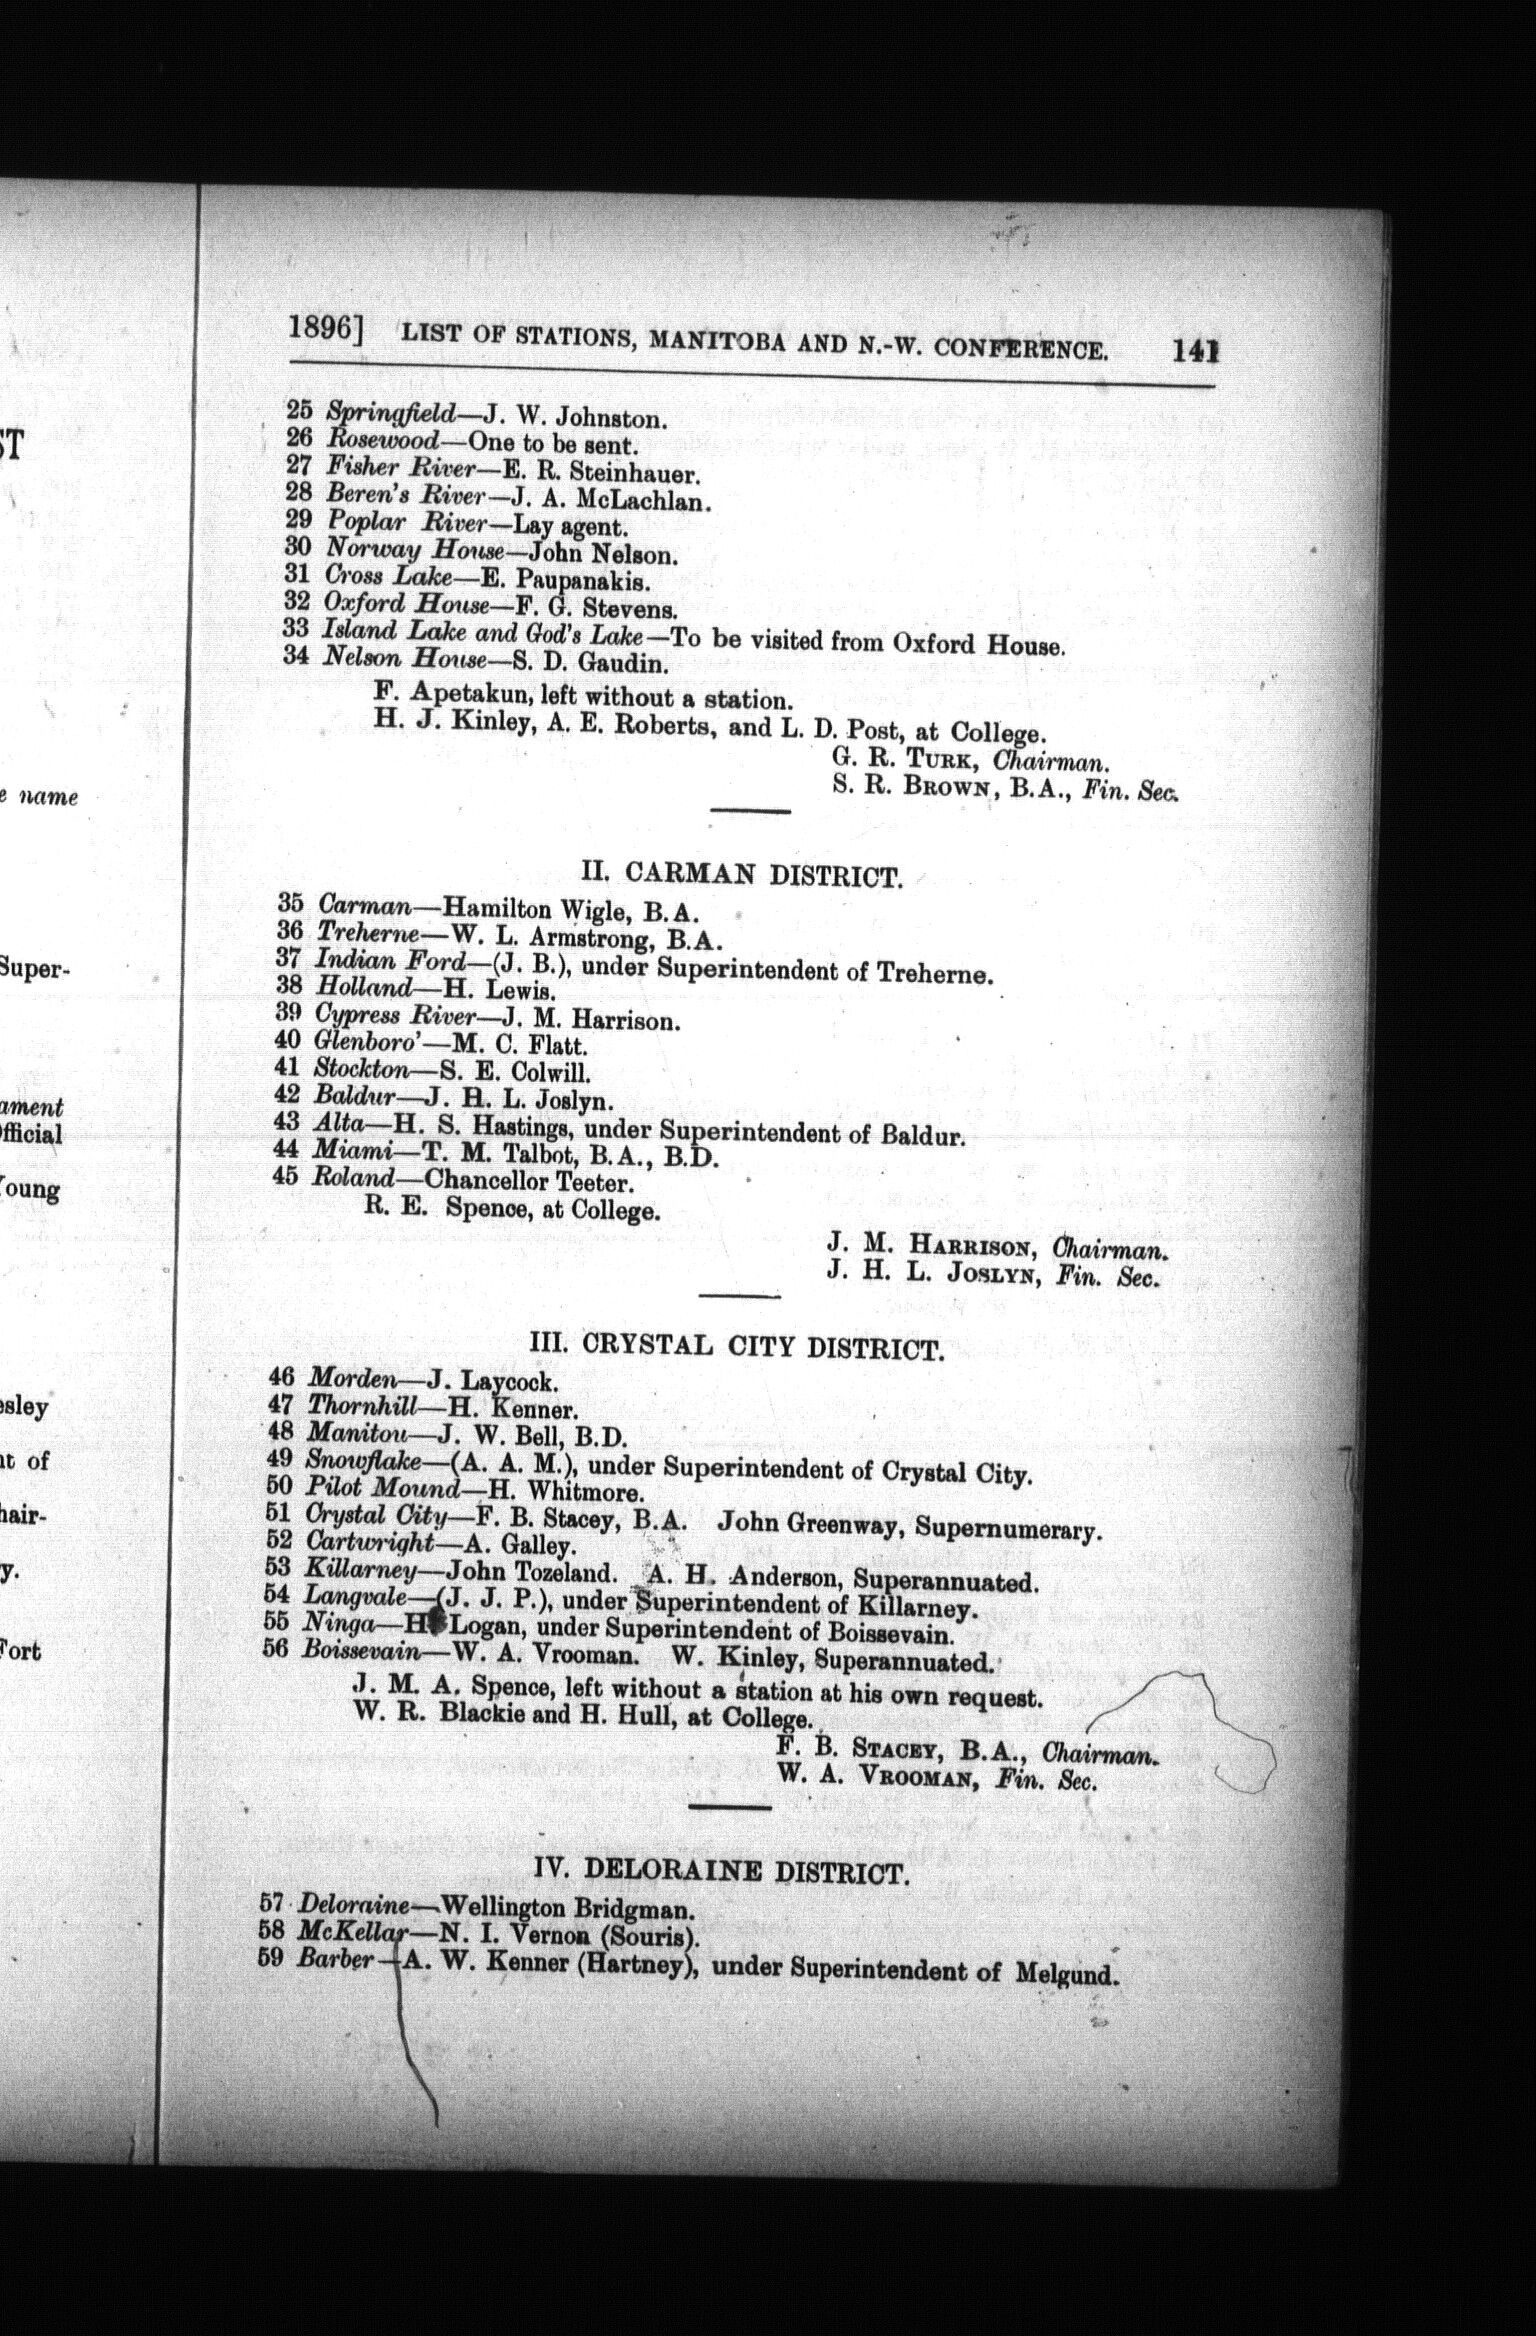 1896] LIST OF STATIONS, MANITOBA AND N.-W. CONFERENCE. 141
25 Springfield—J. W. Johnston.
26 Rosewood—One to be sent.
27 Fisher River—E. R. Steinhauer.
28 Beren's River—J. A. McLachlan.
29 Poplar River—Lay agent.
30 Norway House—John Nelson.
31 Cross Lake—E. Paupanakis.
32 Oxford House—F. G. Stevens.
33 Island Lake and God's Lake—To be visited from Oxford House.
34 Nelson House—S. D. Gaudin.
F. Apetakun, left without a station.
H. J. Kinley, A. E. Roberts, and L. D. Post, at College.
G. R. TURK, Chairman.
S. R. BROWN, B.A., Fin. Sec.
II. CARMAN DISTRICT.
35 Carman—Hamilton Wigle, B.A.
36 Treherne—W. L. Armstrong, B.A.
37 Indian Ford—(J. B.), under Superintendent of Treherne.
38 Holland—H. Lewis.
39 Cypress River—J. M. Harrison.
40 Glenboro'—M. C. Flatt.
41 Stockton—S. E. Colwill.
42 Baldur—J. H. L. Joslyn.
43 Alta—H. S. Hastings, under Superintendent of Baldur.
44 Miami—T. M. Talbot, B.A., B.D.
45 Roland—Chancellor Teeter.
R. E. Spence, at College.
J. M. HARRISON, Chairman.
J. H. L. JOSLYN, Fin. Sec.
III. CRYSTAL CITY DISTRICT.
46 Morden—J. Laycock.
47 Thornhill—H. Kenner.
48 Manitou—J. W. Bell, B.D.
49 Snowflake—(A. A. M.), under Superintendent of Crystal City.
50 Pilot Mound—H. Whitmore.
51 Crystal City—F. B. Stacey, B.A. John Greenway, Supernumerary.
52 Cartwright—A. Galley.
53 Killarney—John Tozeland. A. H. Anderson, Superannuated.
54 Langvale—(J. J. P.), under Superintendent of Killarney.
55 Ninga—H Logan, under Superintendent of Boissevain.
56 Boissevain—W. A. Vrooman. W. Kinley, Superannuated.
J. M. A. Spence, left without a station at his own request.
W. R. Blackie and H. Hull, at College.
F. B. STACEY, B.A., Chairman.
W. A. VROOMAN, Fin. Sec.
IV. DELORAINE DISTRICT.
57 Deloraine—Wellington Bridgman.
58 McKellar—N. I. Vernon (Souris).
59 Barber—A. W. Kenner (Hartney), under Superintendent of Melgund.